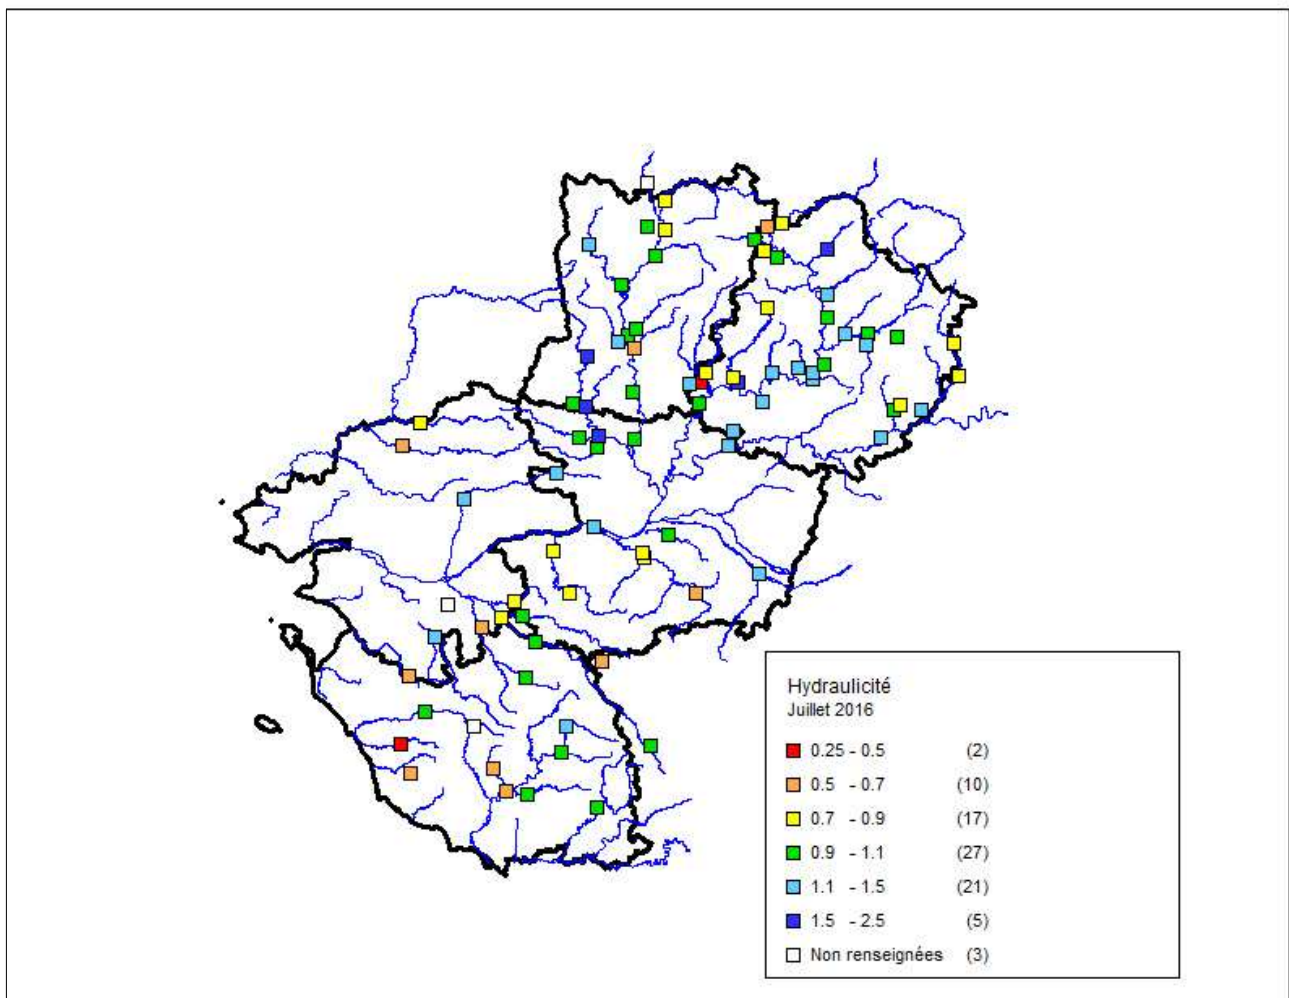 Hydraulicité
Juillet 2016
0.25 - 0.5 (2)
0.5 - 0.7 (10)
0.7 - 0.9 (17)
0.9 - 1.1 (27)
1.1 - 1.5 (21)
1.5 - 2.5 (5)
Non renseignées (3)